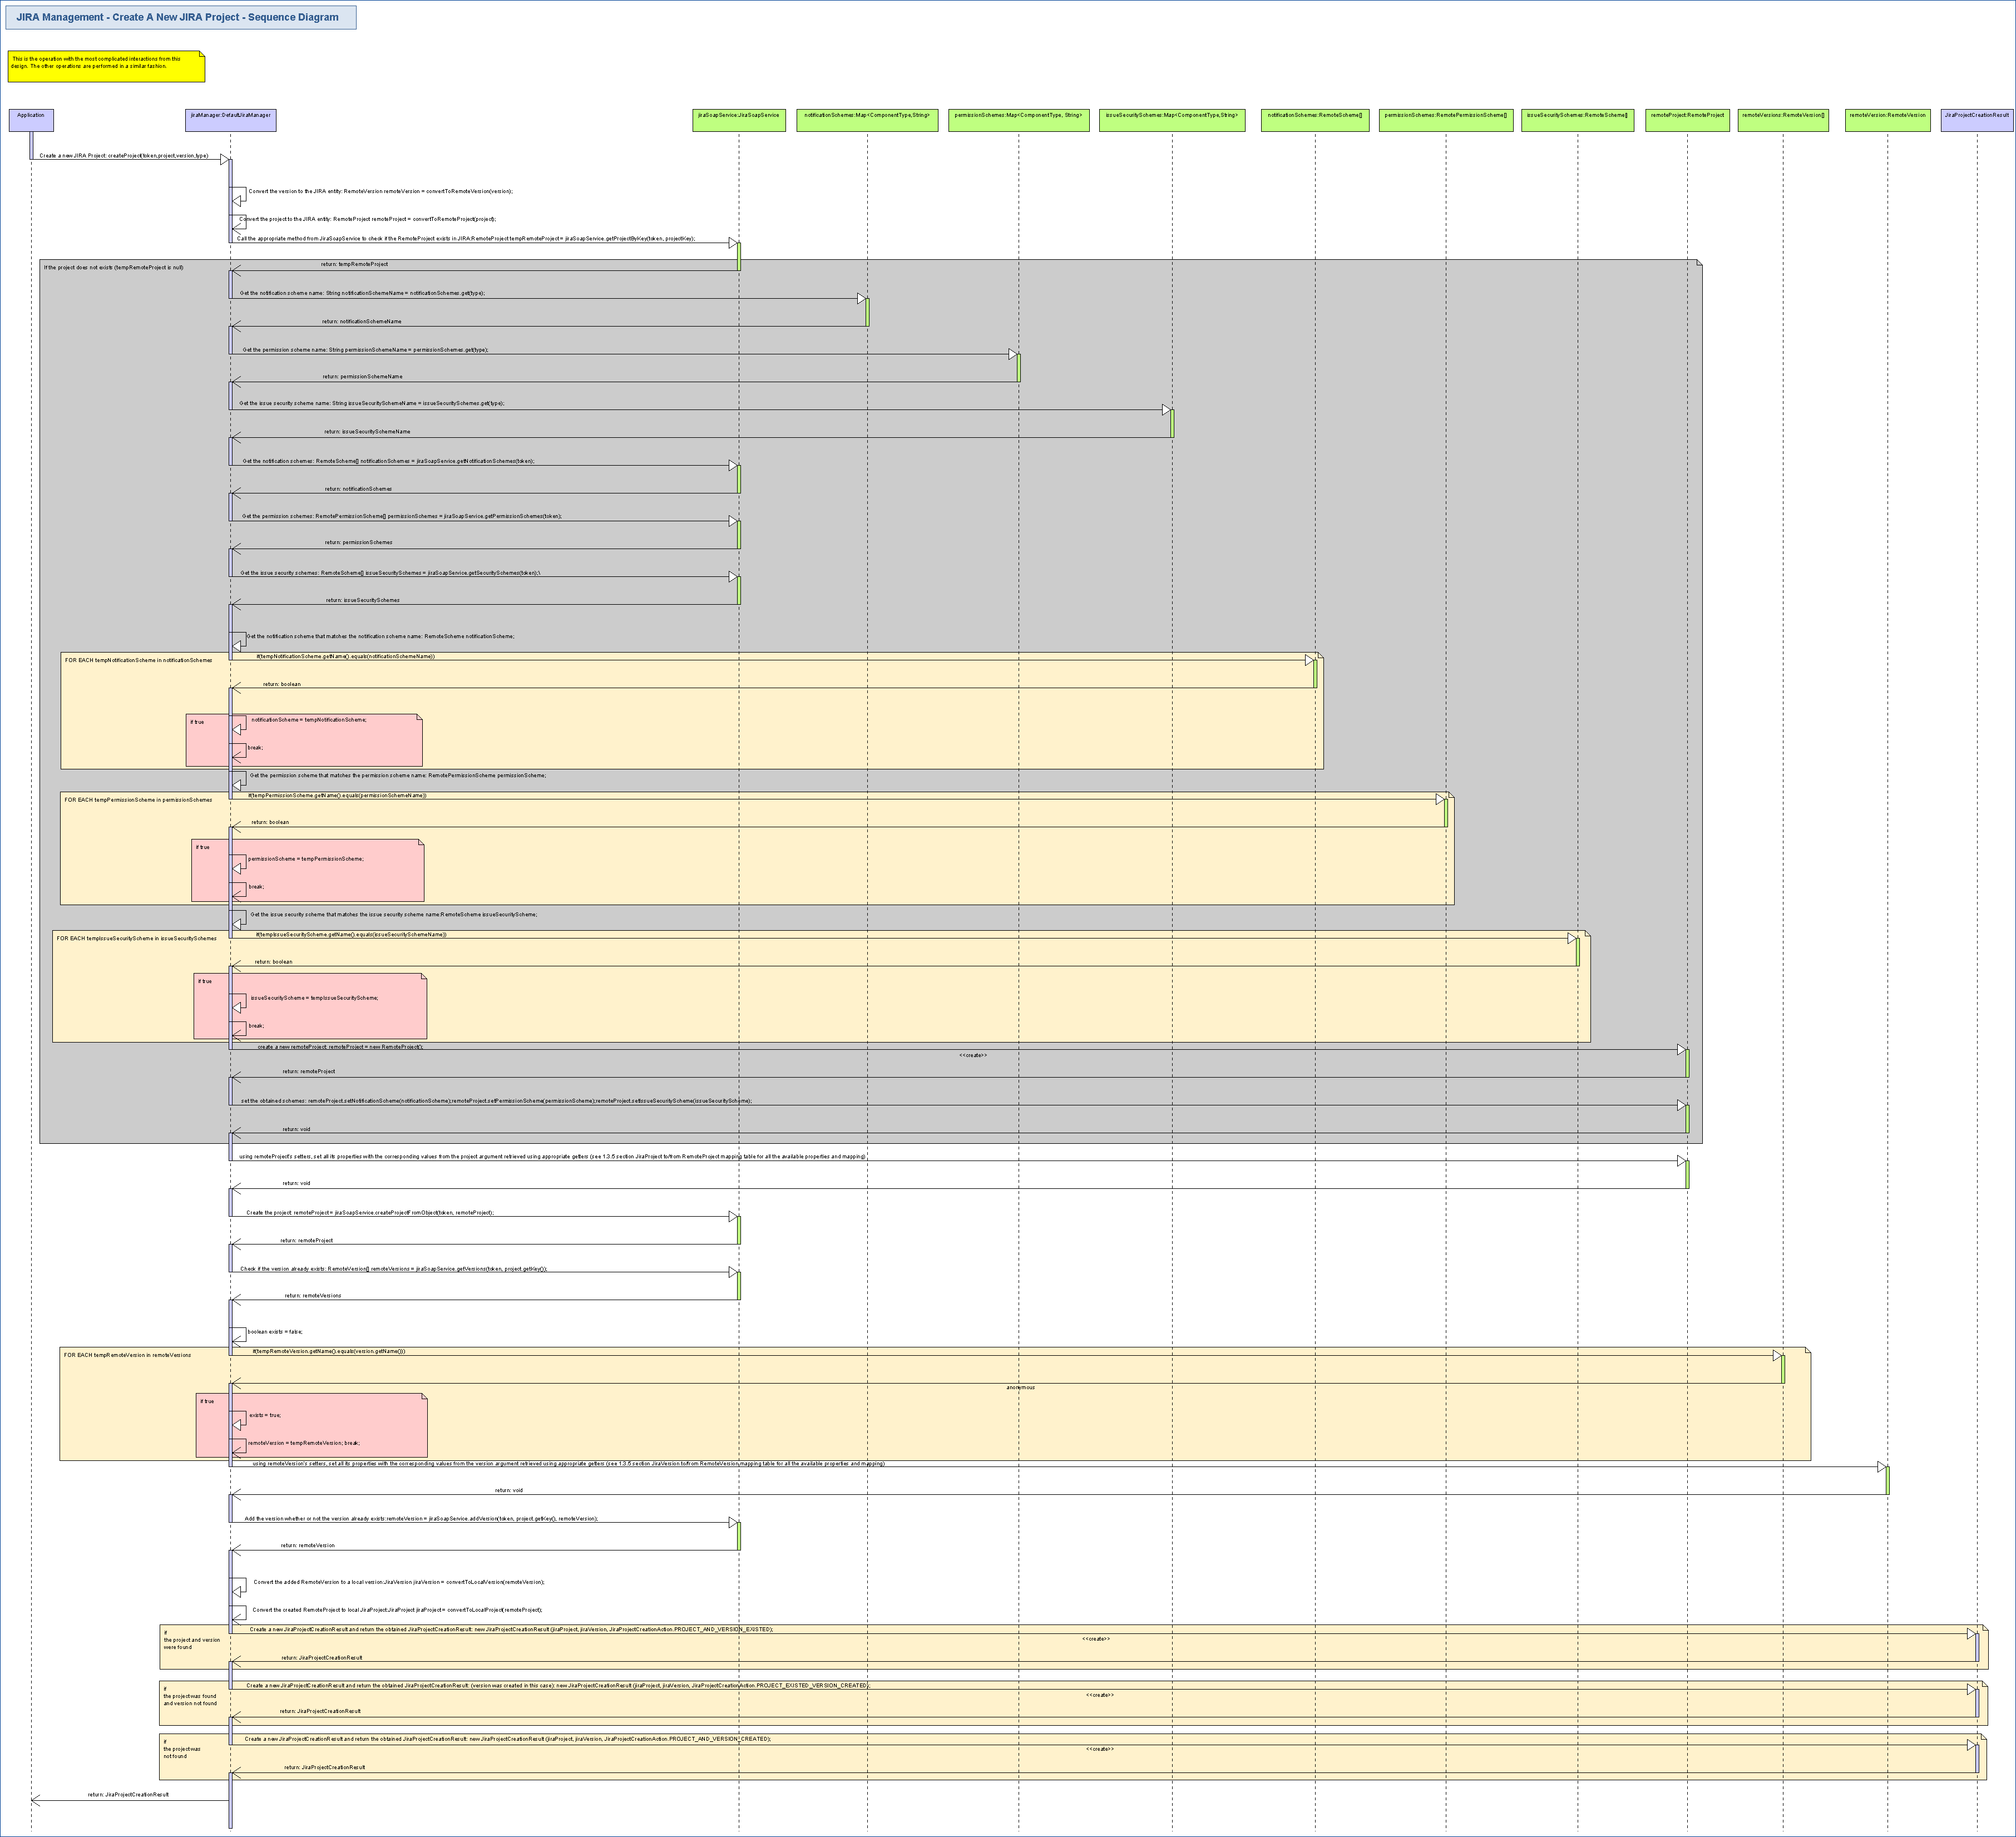 JIRA Management - Create A New JIRA Project - Sequence Diagram
This is the operation with the most complicated interactions from this
design. The other operations are performed in a similar fashion.
Application
jiraManager:DefaultJiraManager
jiraSoapService:JiraSoapService
notificationSchemes:Map<ComponentType,String>
permissionSchemes:Map<ComponentType, String>
issueSecuritySchemes:Map<ComponentType,String>
notificationSchemes:RemoteScheme[]
permissionSchemes:RemotePermissionScheme[]
issueSecuritySchemes:RemoteScheme[]
remoteProject:RemoteProject
remoteVersions:RemoteVersion[]
remoteVersion:RemoteVersion
JiraProjectCreationResult
Create a new JIRA Project: createProject(token,project,version,type)
Convert the version to the JIRA entity: RemoteVersion remoteVersion = convertToRemoteVersion(version);
Convert the project to the JIRA entity: RemoteProject remoteProject = convertToRemoteProject(project);
Call the appropriate method from JiraSoapService to check if the RemoteProject exists in JIRA:RemoteProject tempRemoteProject = jiraSoapService.getProjectByKey(token, projectKey);
If the project does not exists (tempRemoteProject is null)
return: tempRemoteProject
Get the notification scheme name: String notificationSchemeName = notificationSchemes.get(type);
return: notificationSchemeName
Get the permission scheme name: String permissionSchemeName = permissionSchemes.get(type);
return: permissionSchemeName
Get the issue security scheme name: String issueSecuritySchemeName = issueSecuritySchemes.get(type);
return: issueSecuritySchemeName
Get the notification schemes: RemoteScheme[] notificationSchemes = jiraSoapService.getNotificationSchemes(token);
return: notificationSchemes
Get the permission schemes: RemotePermissionScheme[] permissionSchemes = jiraSoapService.getPermissionSchemes(token);
return: permissionSchemes
Get the issue security schemes: RemoteScheme[] issueSecuritySchemes = jiraSoapService.getSecuritySchemes(token);\
return: issueSecuritySchemes
Get the notification scheme that matches the notification scheme name: RemoteScheme notificationScheme;
FOR EACH tempNotificationScheme in notificationSchemes
if(tempNotificationScheme.getName().equals(notificationSchemeName))
return: boolean
if true
notificationScheme = tempNotificationScheme;
break;
Get the permission scheme that matches the permission scheme name: RemotePermissionScheme permissionScheme;
FOR EACH tempPermissionScheme in permissionSchemes
if(tempPermissionScheme.getName().equals(permissionSchemeName))
return: boolean
if true
permissionScheme = tempPermissionScheme;
break;
Get the issue security scheme that matches the issue security scheme name:RemoteScheme issueSecurityScheme;
FOR EACH tempIssueSecurityScheme in issueSecuritySchemes
if(tempIssueSecurityScheme.getName().equals(issueSecuritySchemeName))
return: boolean
if true
issueSecurityScheme = tempIssueSecurityScheme;
break;
create a new remoteProject: remoteProject = new RemoteProject();
<<create>>
return: remoteProject
set the obtained schemes: remoteProject.setNotificationScheme(notificationScheme);remoteProject.setPermissionScheme(permissionScheme);remoteProject.setIssueSecurityScheme(issueSecurityScheme);
return: void
using remoteProject's setters, set all its properties with the corresponding values from the project argument retrieved using appropriate getters (see 1.3.5 section JiraProject to/from RemoteProject mapping table for all the available properties and mapping)
return: void
Create the project: remoteProject = jiraSoapService.createProjectFromObject(token, remoteProject);
return: remoteProject
Check if the version already exists: RemoteVersion[] remoteVersions = jiraSoapService.getVersions(token, project.getKey());
return: remoteVersions
boolean exists = false;
FOR EACH tempRemoteVersion in remoteVersions
if(tempRemoteVersion.getName().equals(version.getName()))
anonymous
if true
exists = true;
remoteVersion = tempRemoteVersion; break;
using remoteVersion's setters, set all its properties with the corresponding values from the version argument retrieved using appropriate getters (see 1.3.5 section JiraVersion to/from RemoteVersion mapping table for all the available properties and mapping)
return: void
Add the version whether or not the version already exists:remoteVersion = jiraSoapService.addVersion(token, project.getKey(), remoteVersion);
return: remoteVersion
Convert the added RemoteVersion to a local version:JiraVersion jiraVersion = convertToLocalVersion(remoteVersion);
Convert the created RemoteProject to local JiraProject:JiraProject jiraProject = convertToLocalProject(remoteProject);
if
the project and version
were found
Create a new JiraProjectCreationResult and return the obtained JiraProjectCreationResult: new JiraProjectCreationResult (jiraProject, jiraVersion, JiraProjectCreationAction.PROJECT_AND_VERSION_EXISTED);
<<create>>
return: JiraProjectCreationResult
if
the project was found
and version not found
Create a new JiraProjectCreationResult and return the obtained JiraProjectCreationResult: (version was created in this case): new JiraProjectCreationResult (jiraProject, jiraVersion, JiraProjectCreationAction.PROJECT_EXISTED_VERSION_CREATED);
<<create>>
return: JiraProjectCreationResult
if
the project was
not found
Create a new JiraProjectCreationResult and return the obtained JiraProjectCreationResult: new JiraProjectCreationResult (jiraProject, jiraVersion, JiraProjectCreationAction.PROJECT_AND_VERSION_CREATED);
<<create>>
return: JiraProjectCreationResult
return: JiraProjectCreationResult